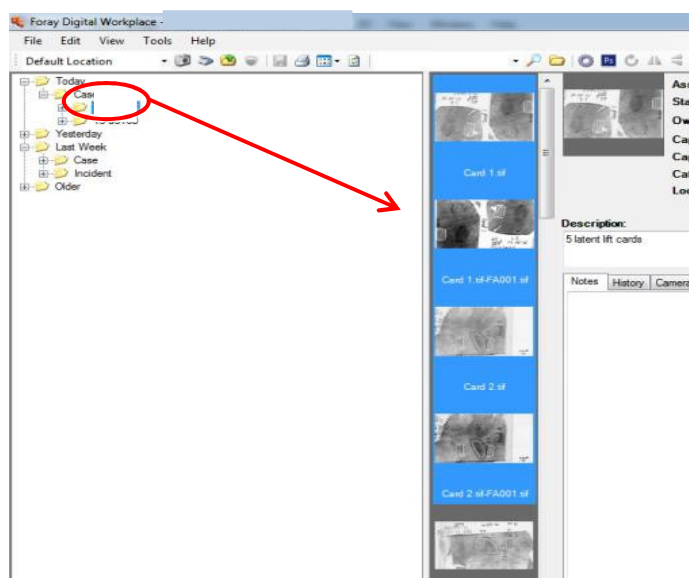 Foray Digital Workplace -
File Edit View Tools Help
Default Location
Today
Case
Yesterday
Last Week
Case
Incident
Older
Card 1.tif
Card 1.tif-FA001.tif
Card 2.tif
Card 2.tif-FA001.tif
Description:
5 latent lift cards
Notes History Camera